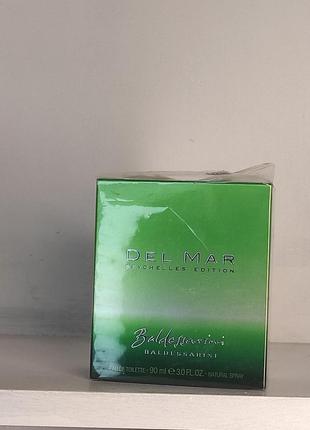 DEL MAR
SEYCHELLES EDITION
Baldessarini
BALDESSARINI
EAU DE TOILETTE - 90 ml e 3.0 FL.OZ. - NATURAL SPRAY